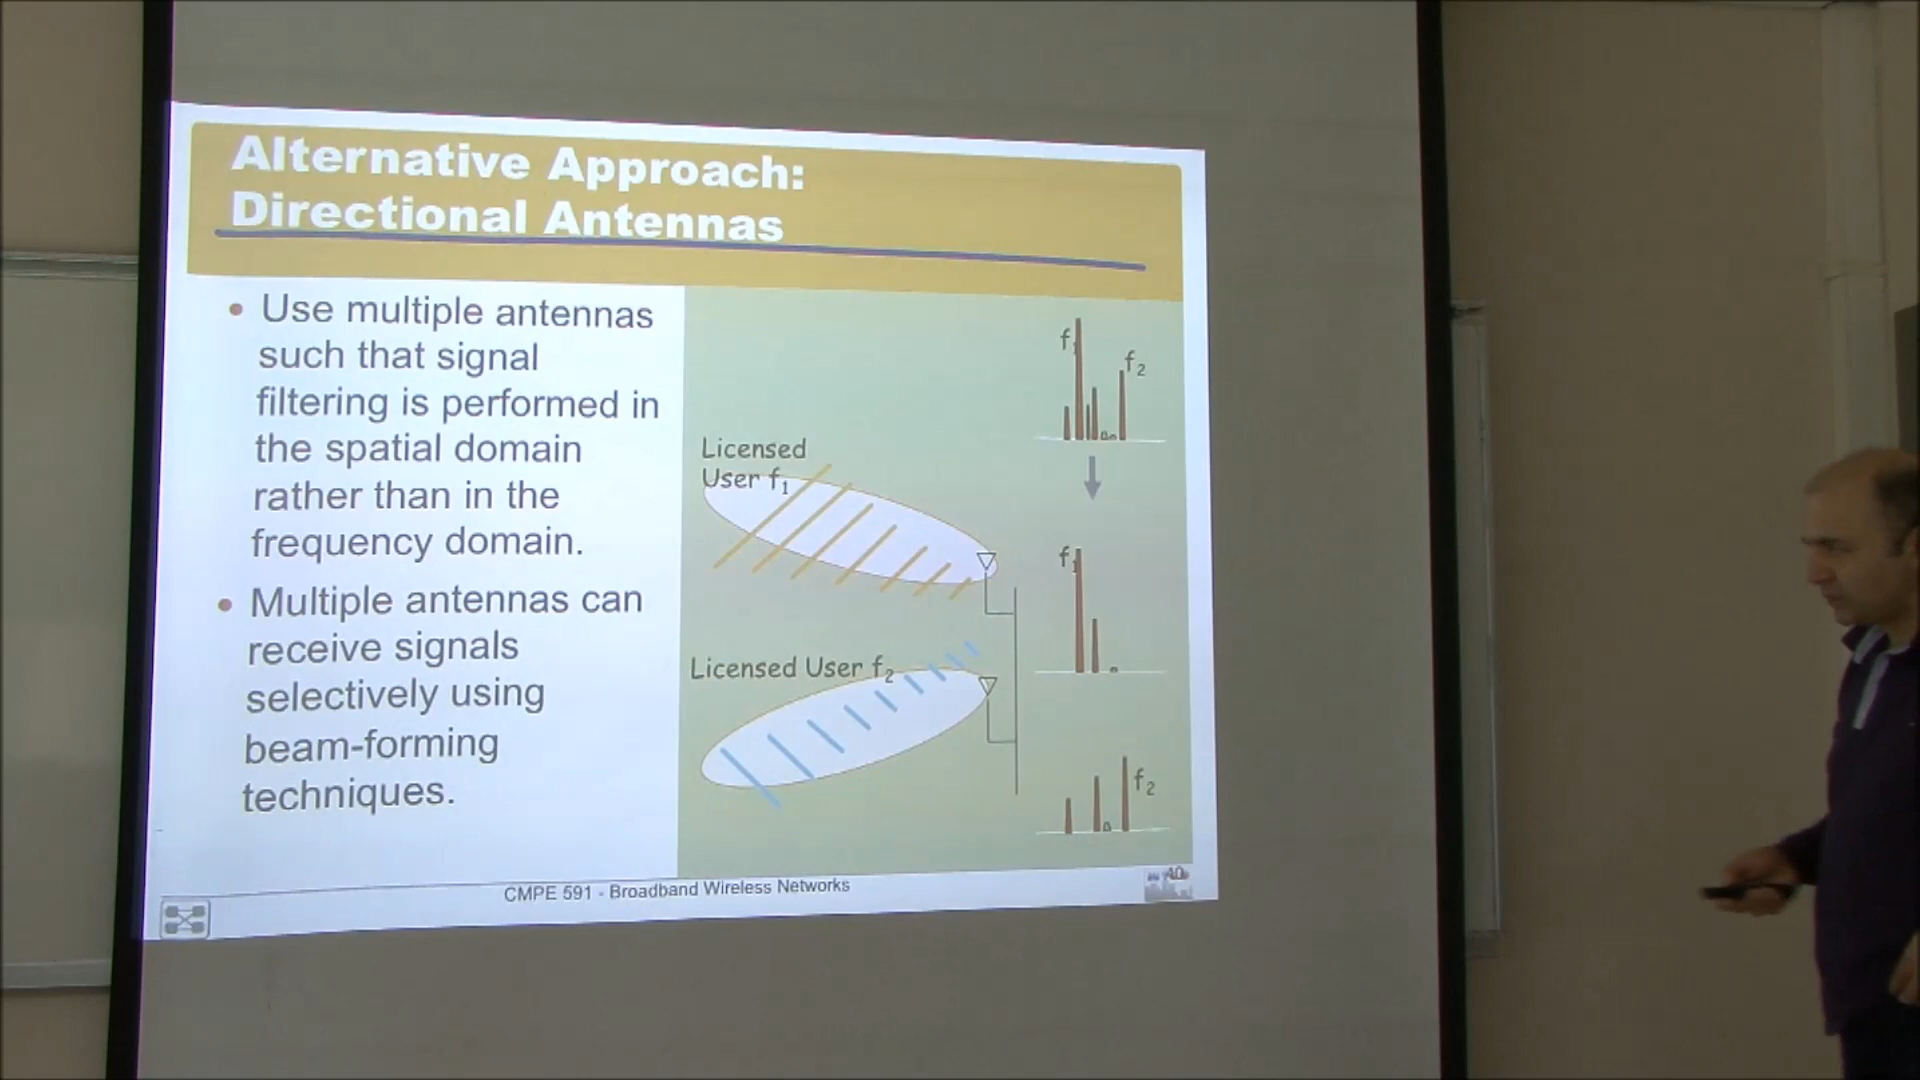 Alternative Approach:
Directional Antennas
• Use multiple antennas
such that signal
filtering is performed in
the spatial domain
rather than in the
frequency domain.
• Multiple antennas can
receive signals
selectively using
beam-forming
techniques.
f1
f2
Licensed
User f1
f1
Licensed User f2
f2
CMPE 591 - Broadband Wireless Networks
40